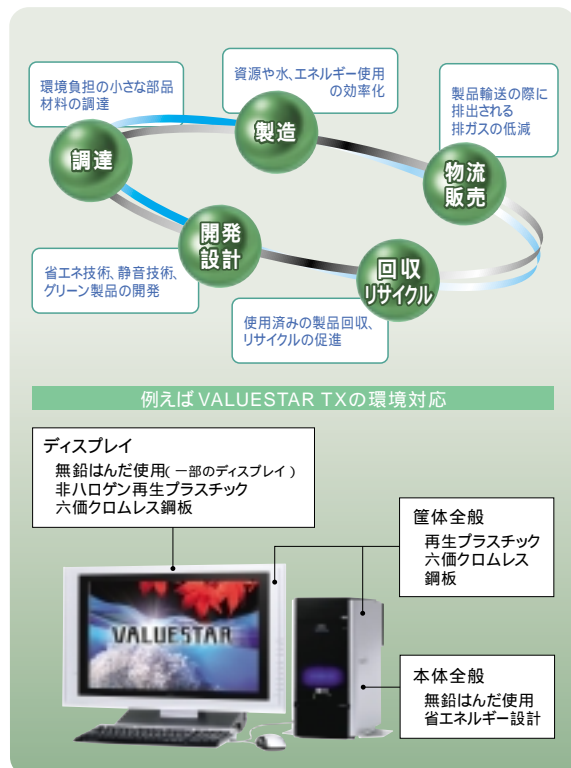 環境負担の小さな部品
材料の調達
資源や水、エネルギー使用
の効率化
製品輸送の際に
排出される
排ガスの低減
調達
製造
物流
販売
開発
設計
回収
リサイクル
省エネ技術、静音技術、
グリーン製品の開発
使用済みの製品回収、
リサイクルの促進
例えば VALUESTAR TXの環境対応
ディスプレイ
無鉛はんだ使用(一部のディスプレイ)
非ハロゲン再生プラスチック
六価クロムレス鋼板
筐体全般
再生プラスチック
六価クロムレス
鋼板
VALUESTAR
本体全般
無鉛はんだ使用
省エネルギー設計